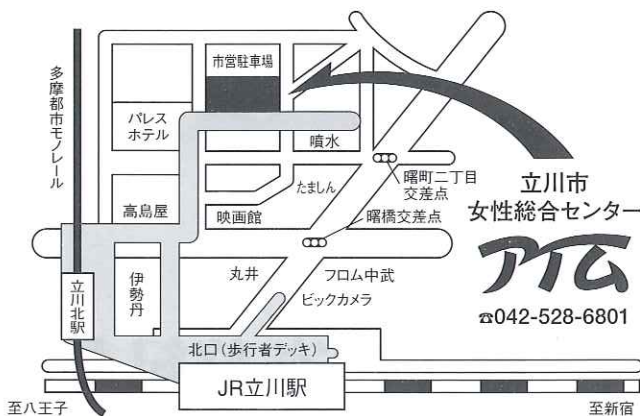 市営駐車場
多摩都市モノレール
パレス
ホテル
噴水
曙町二丁目
交差点
たましん
立川市
女性総合センター
アイム
☎042-528-6801
高島屋
映画館
曙橋交差点
立川北駅
伊勢丹
丸井
フロム中武
ビックカメラ
北口(歩行者デッキ)
JR立川駅
至八王子
至新宿